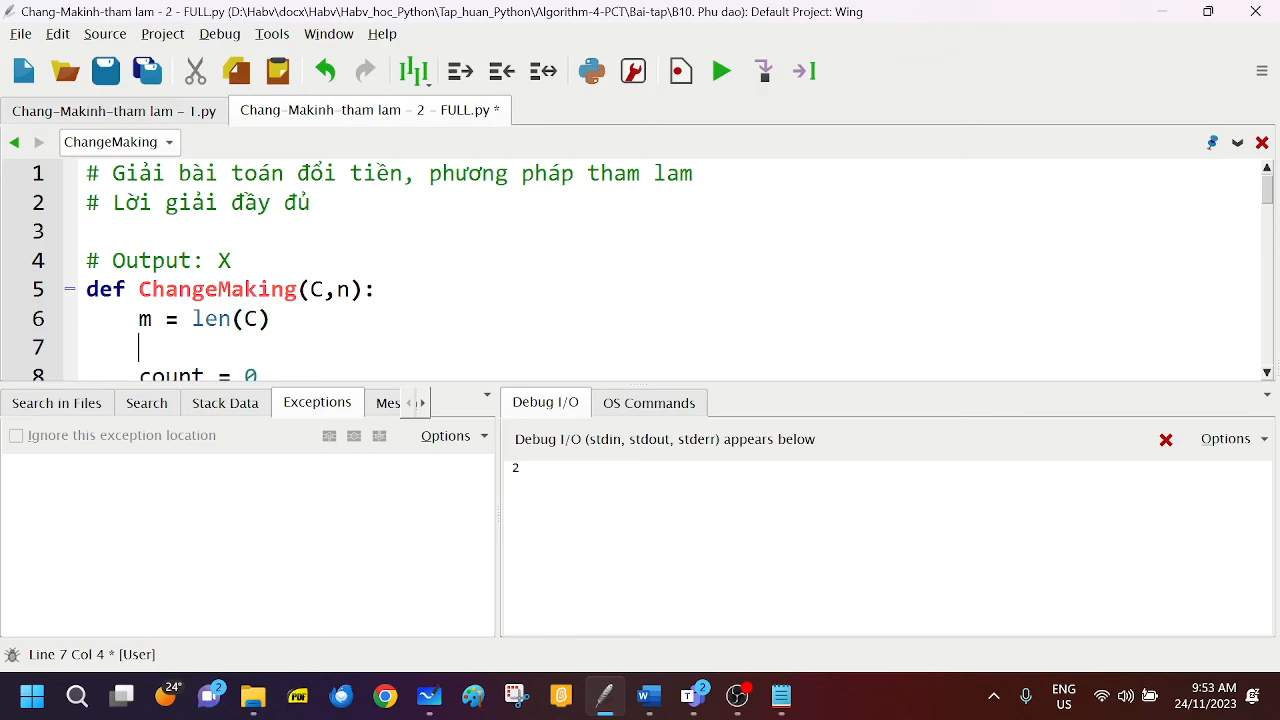 Chang-Makinh-tham lam - 2 - FULL.py (D:\Habv\docx\Habv\Habv_hoc_Python\Tap_huan_Python\Algorithm-4-PCT\Bai-tap\B10. Phu dao): Default Project: Wing
File Edit Source Project Debug Tools Window Help
Chang-Makinh-tham lam - 1.py
Chang-Makinh-tham lam - 2 - FULL.py *
ChangeMaking
1 # Giải bài toán đổi tiền, phương pháp tham lam
2 # Lời giải đầy đủ
3
4 # Output: X
5 def ChangeMaking(C,n):
6 m = len(C)
7
8 count = 0
Search in Files Search Stack Data Exceptions Mes
Debug I/O OS Commands
Ignore this exception location
Options
Debug I/O (stdin, stdout, stderr) appears below
Options
2
Line 7 Col 4 * [User]
24°
2
PDF
2
ENG
US
9:53 AM
24/11/2023